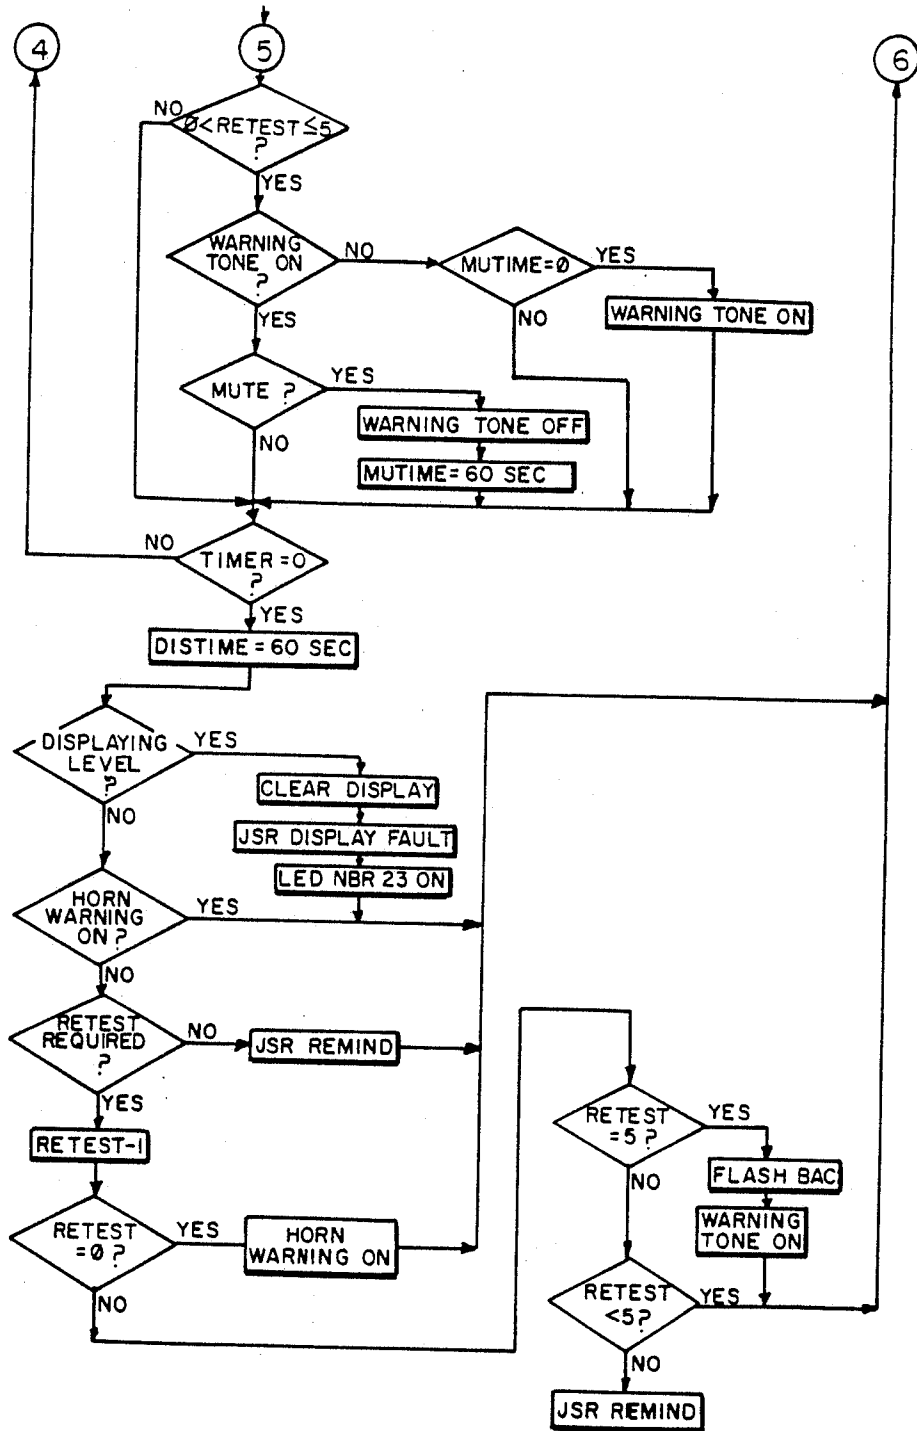 4
5
6
NO
Ø<RETEST≤5
?
YES
WARNING
TONE ON
?
NO
MUTIME=Ø
YES
WARNING TONE ON
NO
YES
MUTE ?
YES
WARNING TONE OFF
MUTIME=60 SEC
NO
NO
TIMER=O
?
YES
DISTIME=60 SEC
DISPLAYING
LEVEL
?
YES
CLEAR DISPLAY
JSR DISPLAY FAULT
LED NBR 23 ON
NO
HORN
WARNING
ON?
YES
NO
RETEST
REQUIRED
?
NO
JSR REMIND
YES
RETEST-1
RETEST
=Ø?
YES
HORN
WARNING ON
NO
RETEST
=5?
YES
FLASH BAC
WARNING
TONE ON
NO
RETEST
<5?
YES
NO
JSR REMIND